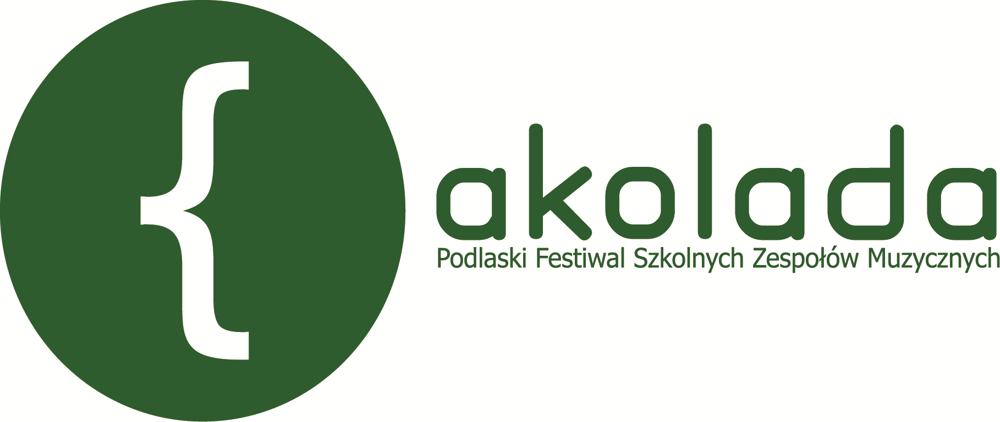 {
akolada
Podlaski Festiwal Szkolnych Zespołów Muzycznych